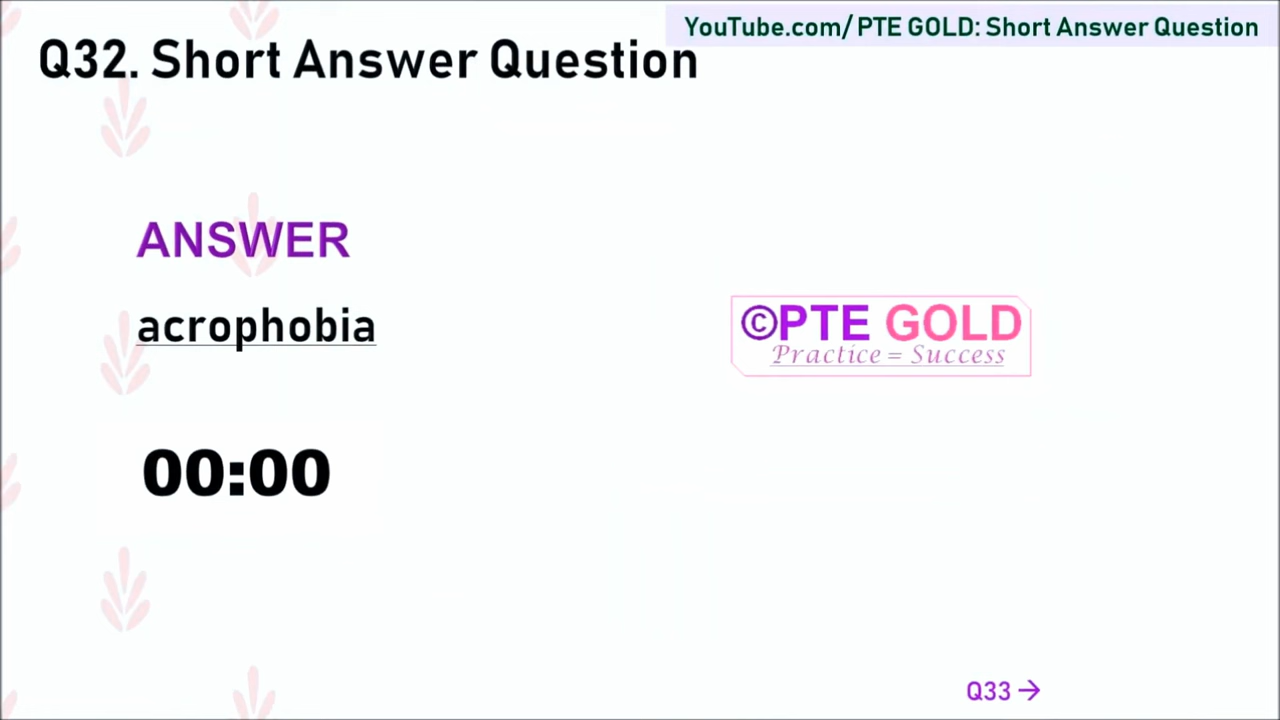 YouTube.com/ PTE GOLD: Short Answer Question
Q32. Short Answer Question
ANSWER
acrophobia
©PTE GOLD
Practice = Success
00:00
Q33 →